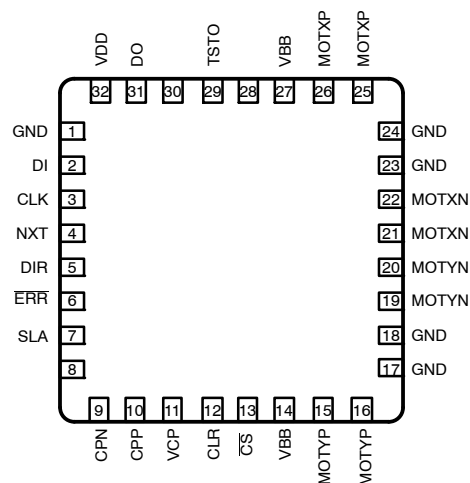 VDD DO TSTO VBB MOTXP MOTXP
32 31 30 29 28 27 26 25
GND 1 24 GND
DI 2 23 GND
CLK 3 22 MOTXN
NXT 4 21 MOTXN
DIR 5 20 MOTYN
ERR 6 19 MOTYN
SLA 7 18 GND
8 17 GND
9 10 11 12 13 14 15 16
CPN CPP VCP CLR CS VBB MOTYP MOTYP